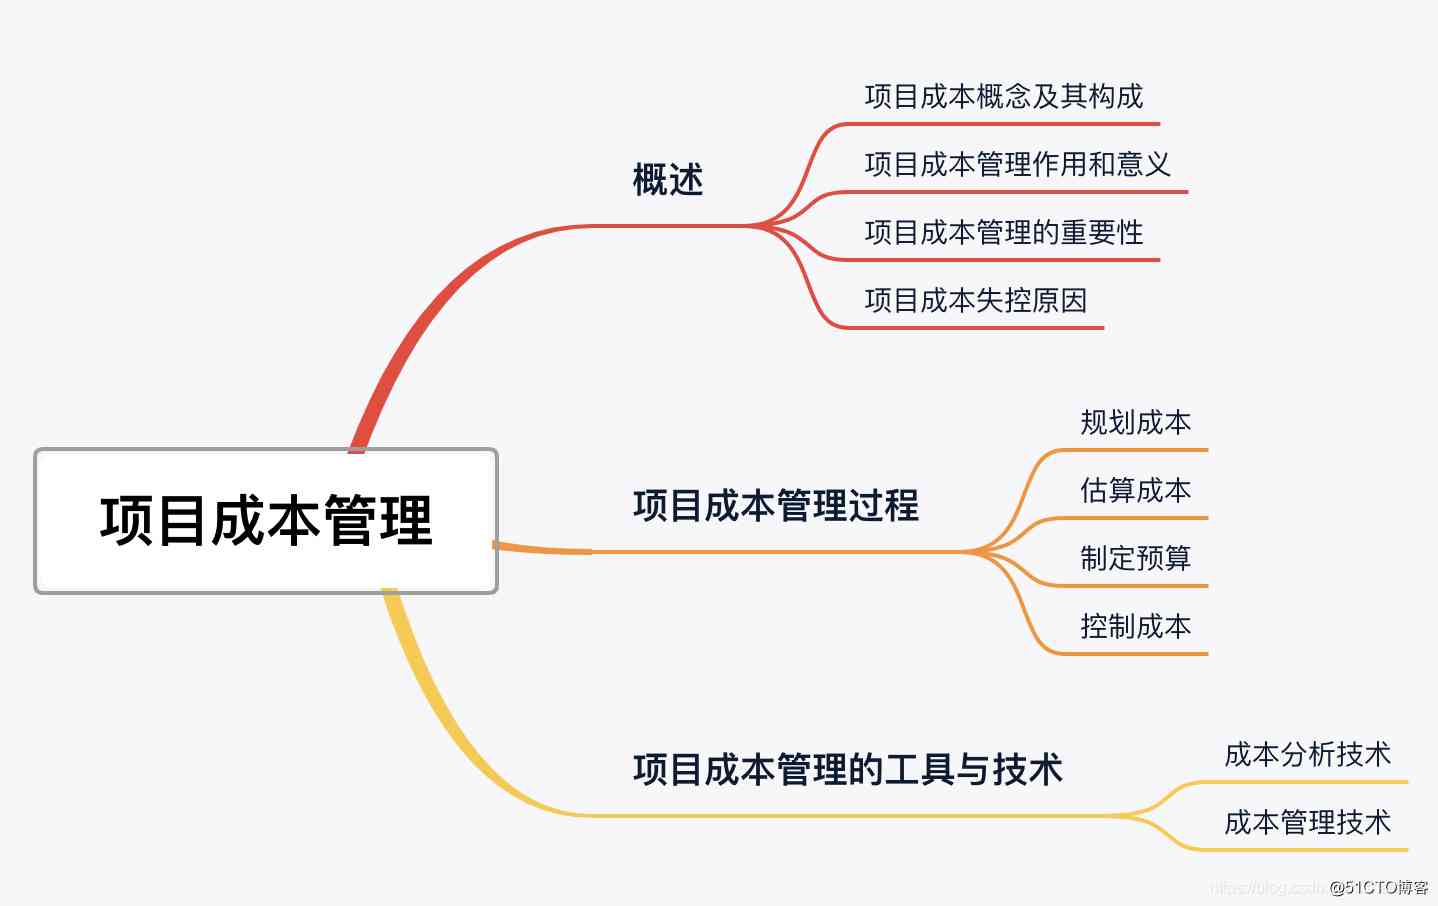 项目成本管理
概述
项目成本概念及其构成
项目成本管理作用和意义
项目成本管理的重要性
项目成本失控原因
项目成本管理过程
规划成本
估算成本
制定预算
控制成本
项目成本管理的工具与技术
成本分析技术
成本管理技术
@51CTO博客